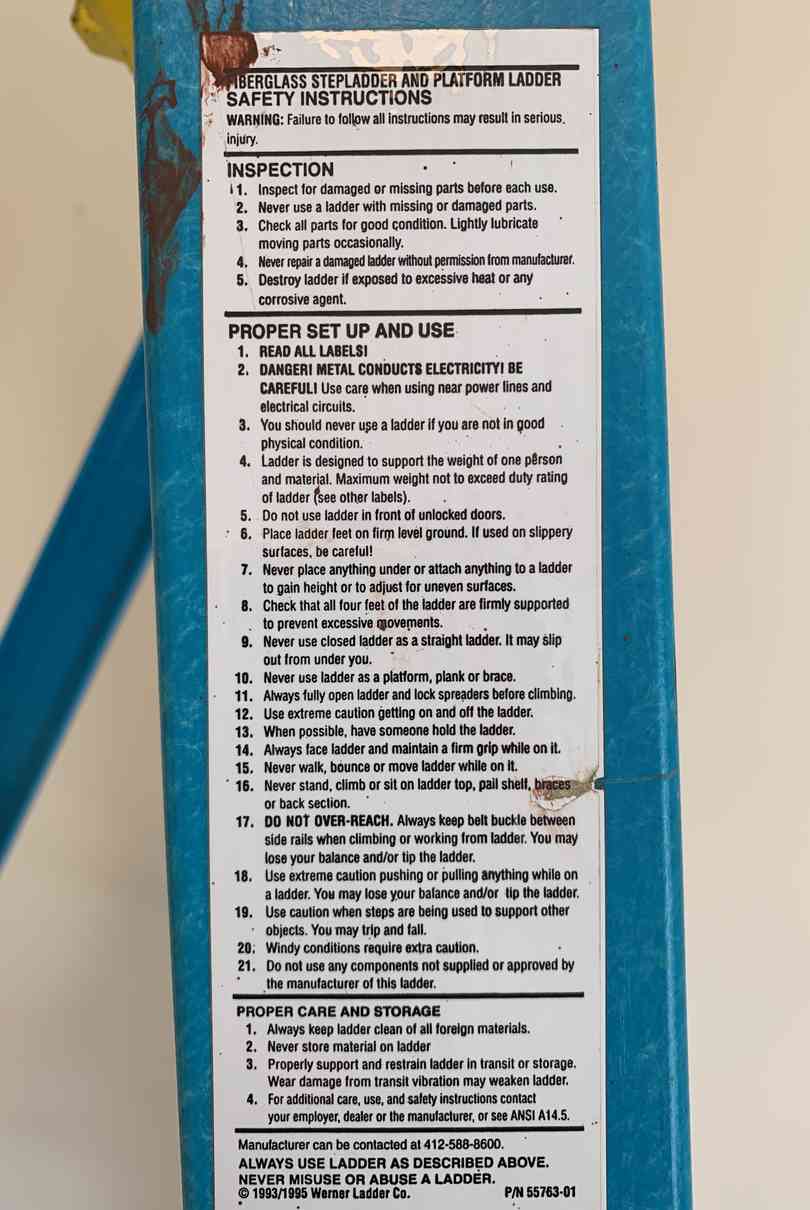 FIBERGLASS STEPLADDER AND PLATFORM LADDER
SAFETY INSTRUCTIONS
WARNING: Failure to follow all instructions may result in serious
injury.
INSPECTION
1. Inspect for damaged or missing parts before each use.
2. Never use a ladder with missing or damaged parts.
3. Check all parts for good condition. Lightly lubricate
moving parts occasionally.
4. Never repair a damaged ladder without permission from manufacturer.
5. Destroy ladder if exposed to excessive heat or any
corrosive agent.
PROPER SET UP AND USE
1. READ ALL LABELS!
2. DANGER! METAL CONDUCTS ELECTRICITY! BE
CAREFUL! Use care when using near power lines and
electrical circuits.
3. You should never use a ladder if you are not in good
physical condition.
4. Ladder is designed to support the weight of one person
and material. Maximum weight not to exceed duty rating
of ladder (see other labels).
5. Do not use ladder in front of unlocked doors.
6. Place ladder feet on firm level ground. If used on slippery
surfaces, be careful!
7. Never place anything under or attach anything to a ladder
to gain height or to adjust for uneven surfaces.
8. Check that all four feet of the ladder are firmly supported
to prevent excessive movements.
9. Never use closed ladder as a straight ladder. It may slip
out from under you.
10. Never use ladder as a platform, plank or brace.
11. Always fully open ladder and lock spreaders before climbing.
12. Use extreme caution getting on and off the ladder.
13. When possible, have someone hold the ladder.
14. Always face ladder and maintain a firm grip while on it.
15. Never walk, bounce or move ladder while on it.
16. Never stand, climb or sit on ladder top, pail shelf, braces
or back section.
17. DO NOT OVER-REACH. Always keep belt buckle between
side rails when climbing or working from ladder. You may
lose your balance and/or tip the ladder.
18. Use extreme caution pushing or pulling anything while on
a ladder. You may lose your balance and/or tip the ladder.
19. Use caution when steps are being used to support other
objects. You may trip and fall.
20. Windy conditions require extra caution.
21. Do not use any components not supplied or approved by
the manufacturer of this ladder.
PROPER CARE AND STORAGE
1. Always keep ladder clean of all foreign materials.
2. Never store material on ladder
3. Properly support and restrain ladder in transit or storage.
Wear damage from transit vibration may weaken ladder.
4. For additional care, use, and safety instructions contact
your employer, dealer or the manufacturer, or see ANSI A14.5.
Manufacturer can be contacted at 412-588-8600.
ALWAYS USE LADDER AS DESCRIBED ABOVE.
NEVER MISUSE OR ABUSE A LADDER.
© 1993/1995 Werner Ladder Co. P/N 55763-01